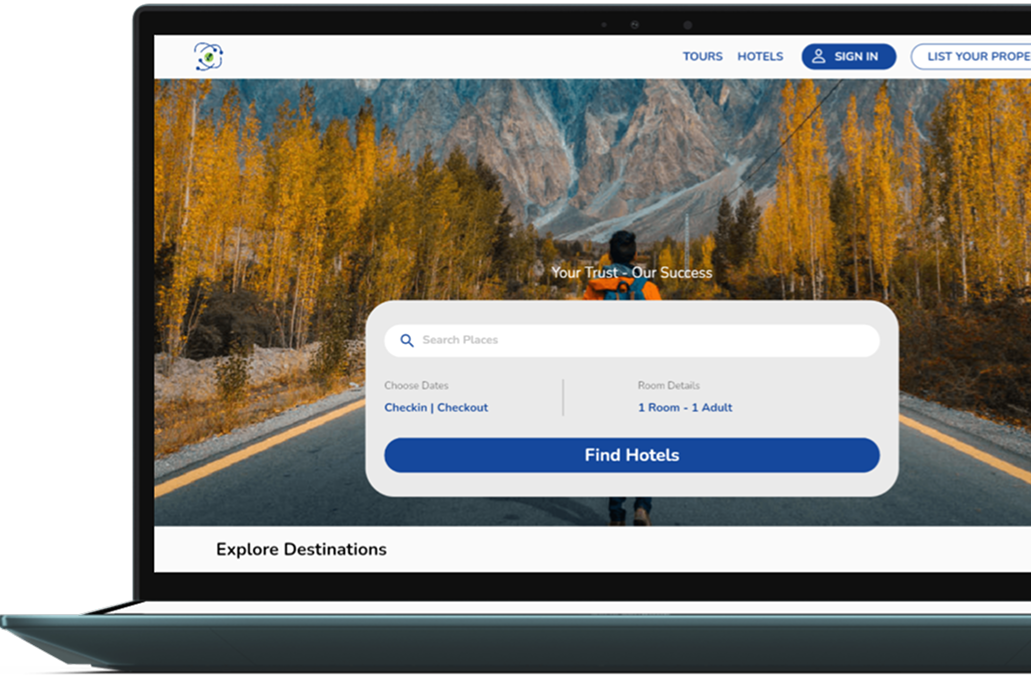 TOURS HOTELS SIGN IN LIST YOUR PROPE
Your Trust - Our Success
Search Places
Choose Dates Room Details
Checkin | Checkout 1 Room - 1 Adult
Find Hotels
Explore Destinations